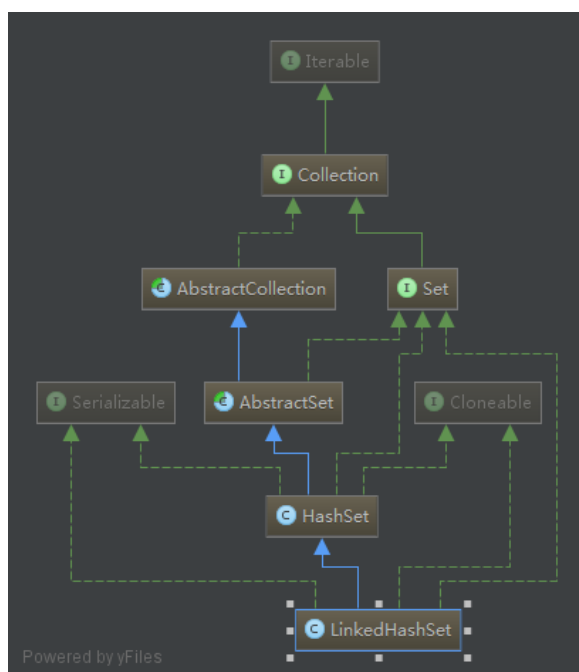 I Iterable
I Collection
C AbstractCollection
I Set
I Serializable
C AbstractSet
I Cloneable
C HashSet
C LinkedHashSet
Powered by yFiles